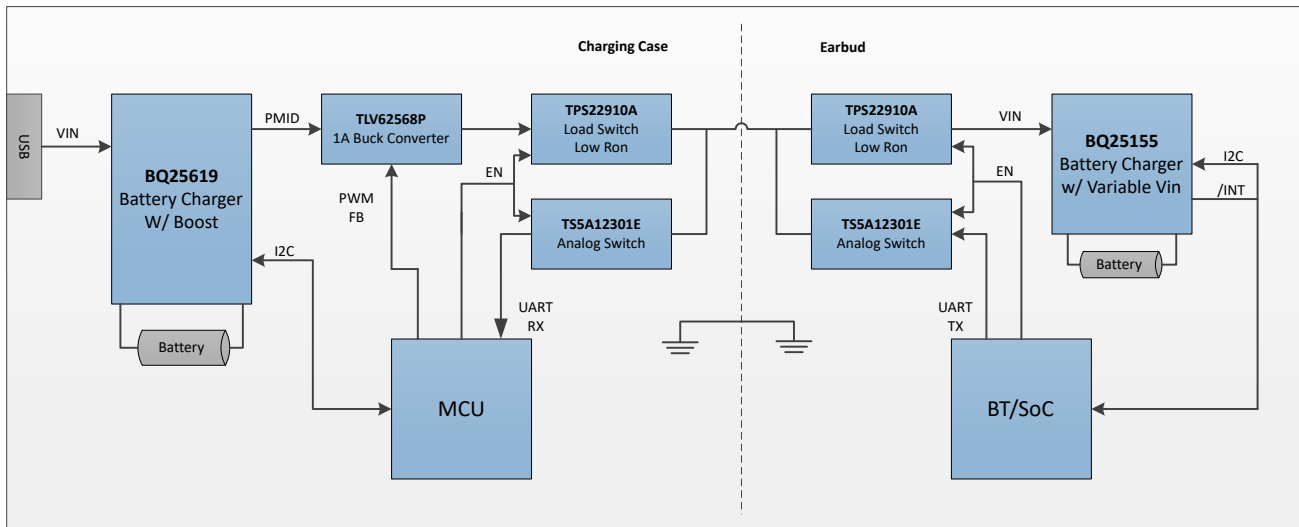 Charging Case
Earbud
USB
VIN
BQ25619
Battery Charger
W/ Boost
PMID
TLV62568P
1A Buck Converter
TPS22910A
Load Switch
Low Ron
TPS22910A
Load Switch
Low Ron
VIN
BQ25155
Battery Charger
w/ Variable Vin
I2C
/INT
EN
EN
PWM
FB
TS5A12301E
Analog Switch
TS5A12301E
Analog Switch
I2C
Battery
Battery
UART
RX
UART
TX
MCU
BT/SoC